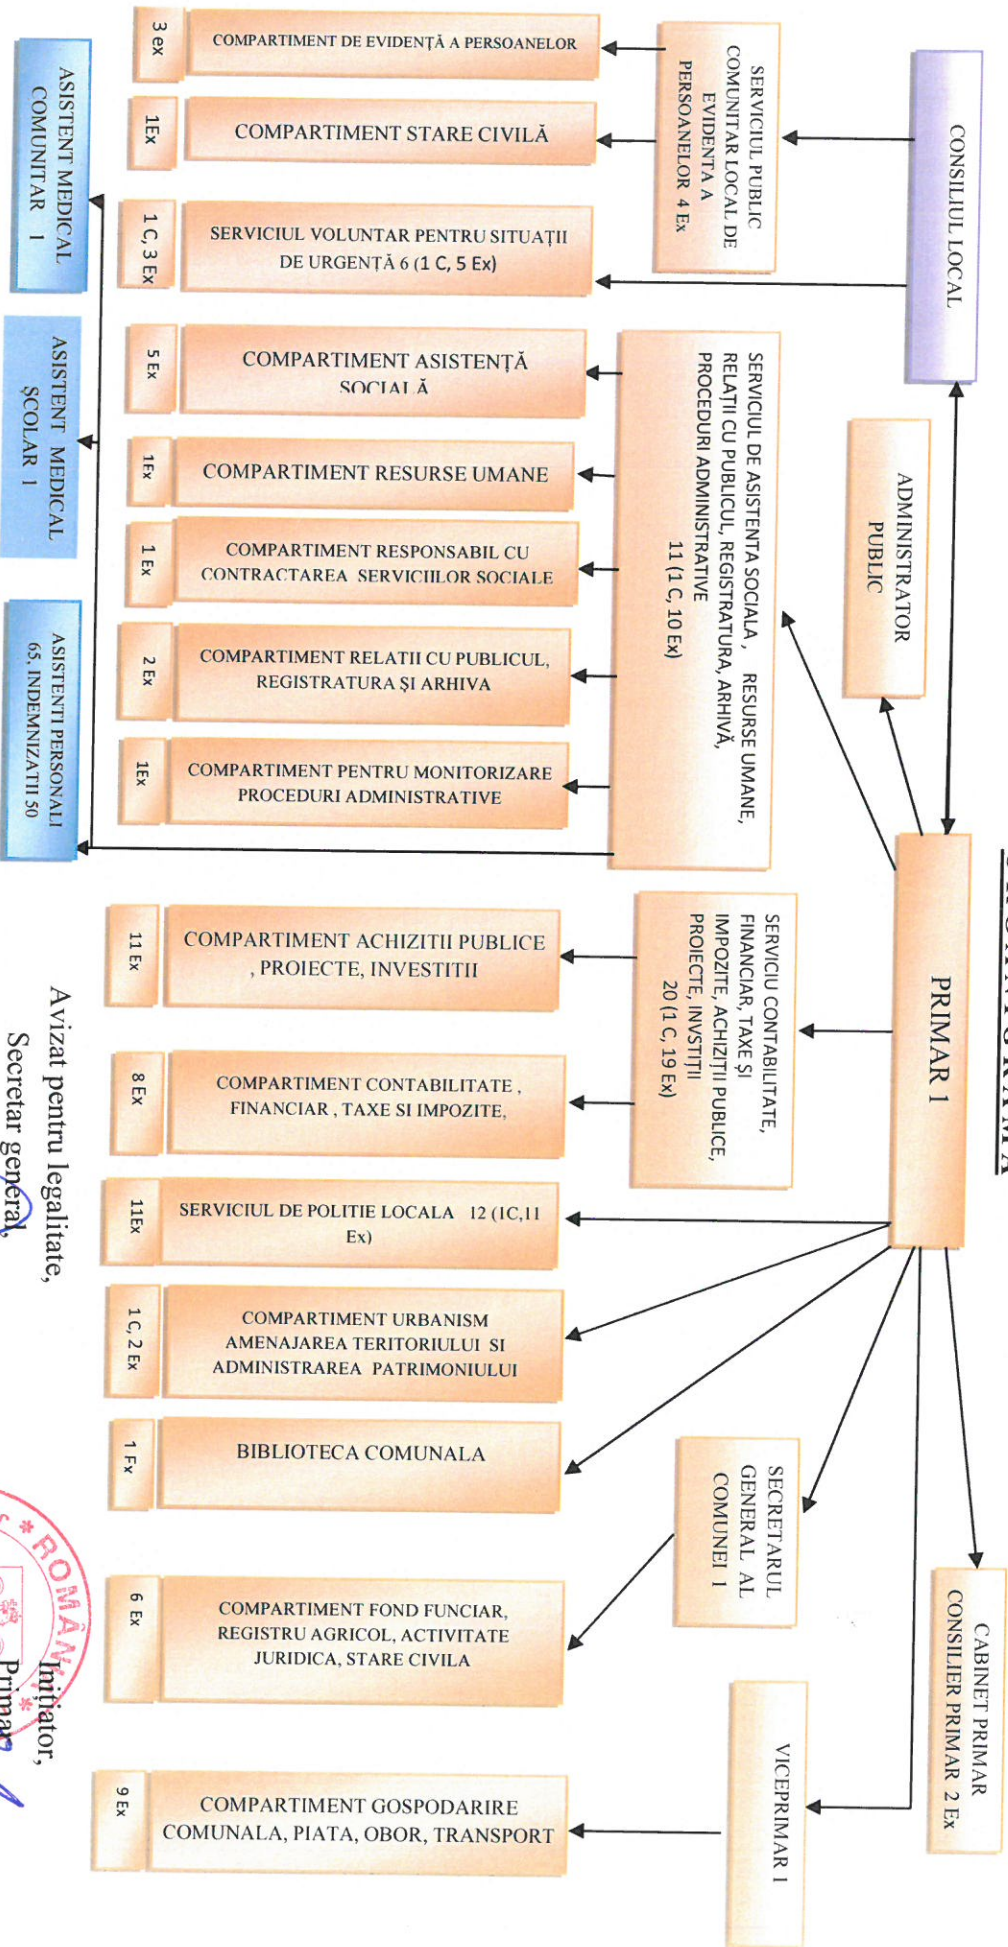 ORGANIGRAMA
CONSILIUL LOCAL
PRIMAR 1
CABINET PRIMAR
CONSILIER PRIMAR 2 Ex
ADMINISTRATOR
PUBLIC
VICEPRIMAR 1
SECRETARUL
GENERAL AL
COMUNEI 1
SERVICIUL PUBLIC
COMUNITAR LOCAL DE
EVIDENTA A
PERSOANELOR 4 Ex
SERVICIUL DE ASISTENTA SOCIALA , RESURSE UMANE,
RELAȚII CU PUBLICUL, REGISTRATURA, ARHIVĂ,
PROCEDURI ADMINISTRATIVE
11 (1 C, 10 Ex)
SERVICIU CONTABILITATE,
FINANCIAR, TAXE ȘI
IMPOZITE, ACHIZIȚII PUBLICE,
PROIECTE, INVSTIȚII
20 (1 C, 19 Ex)
COMPARTIMENT DE EVIDENȚĂ A PERSOANELOR
3 ex
COMPARTIMENT STARE CIVILĂ
1Ex
SERVICIUL VOLUNTAR PENTRU SITUAȚII
DE URGENȚĂ 6 (1 C, 5 Ex)
1 C, 3 Ex
COMPARTIMENT ASISTENȚĂ
SOCIALĂ
5 Ex
COMPARTIMENT RESURSE UMANE
1Ex
COMPARTIMENT RESPONSABIL CU
CONTRACTAREA SERVICIILOR SOCIALE
1 Ex
COMPARTIMENT RELATII CU PUBLICUL,
REGISTRATURA ȘI ARHIVA
2 Ex
COMPARTIMENT PENTRU MONITORIZARE
PROCEDURI ADMINISTRATIVE
1Ex
COMPARTIMENT ACHIZITII PUBLICE
, PROIECTE, INVESTITII
11 Ex
COMPARTIMENT CONTABILITATE ,
FINANCIAR , TAXE SI IMPOZITE,
8 Ex
SERVICIUL DE POLITIE LOCALA 12 (1C,11
Ex)
11Ex
COMPARTIMENT URBANISM
AMENAJAREA TERITORIULUI SI
ADMINISTRAREA PATRIMONIULUI
1 C, 2 Ex
BIBLIOTECA COMUNALA
1 Ex
COMPARTIMENT FOND FUNCIAR,
REGISTRU AGRICOL, ACTIVITATE
JURIDICA, STARE CIVILA
6 Ex
COMPARTIMENT GOSPODARIRE
COMUNALA, PIATA, OBOR, TRANSPORT
9 Ex
ASISTENT MEDICAL
COMUNITAR 1
ASISTENT MEDICAL
ȘCOLAR 1
ASISTENTI PERSONALI
65, INDEMNIZATII 50
Avizat pentru legalitate,
Secretar general,
Inițiator,
Primar
* ROMÂNIA *